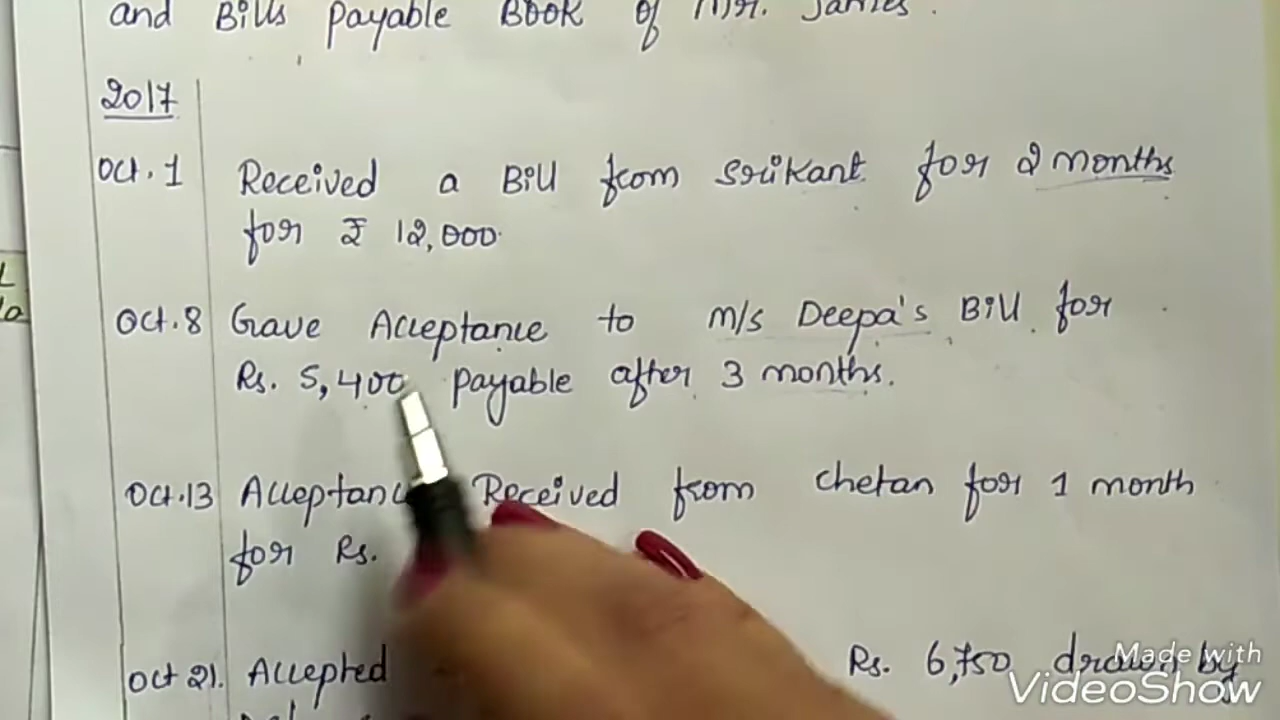 and Bills Payable Book of Mr. James.
2017
Oct. 1 Received a Bill from Srikant for 2 months
for ₹ 12,000
Oct. 8 Gave Acceptance to M/s Deepa's Bill for
Rs. 5,400 payable after 3 months.
Oct. 13 Received from Chetan for 1 month
for Rs.
Oct 21. Accepted Rs. 6,750 drawn by
Made with
VideoShow